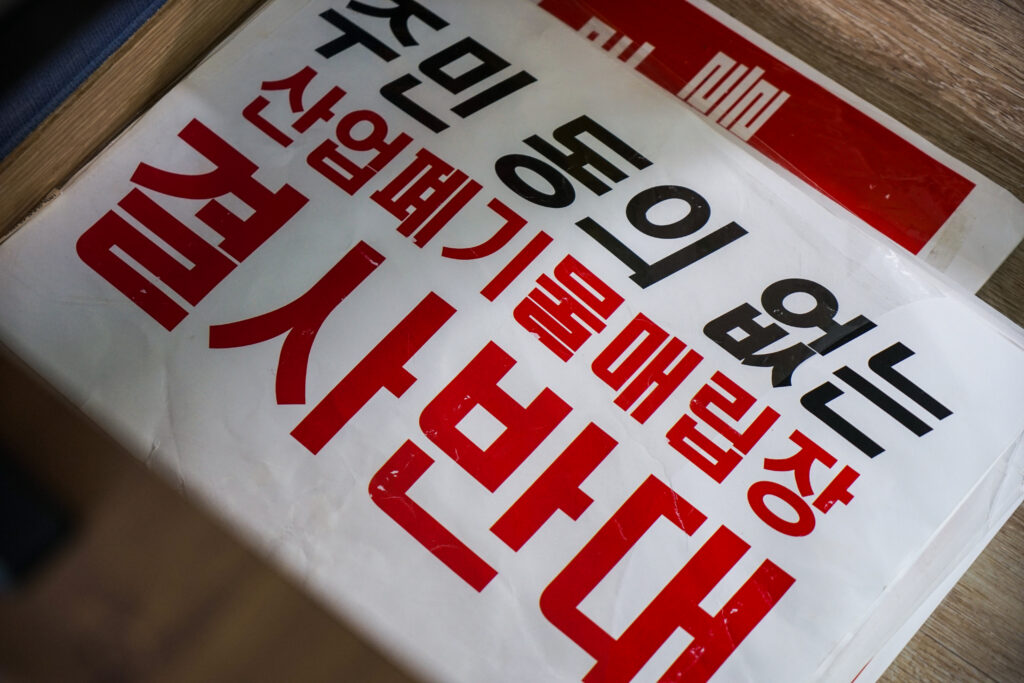 주민 동의 없는
산업폐기물매립장
결사반대